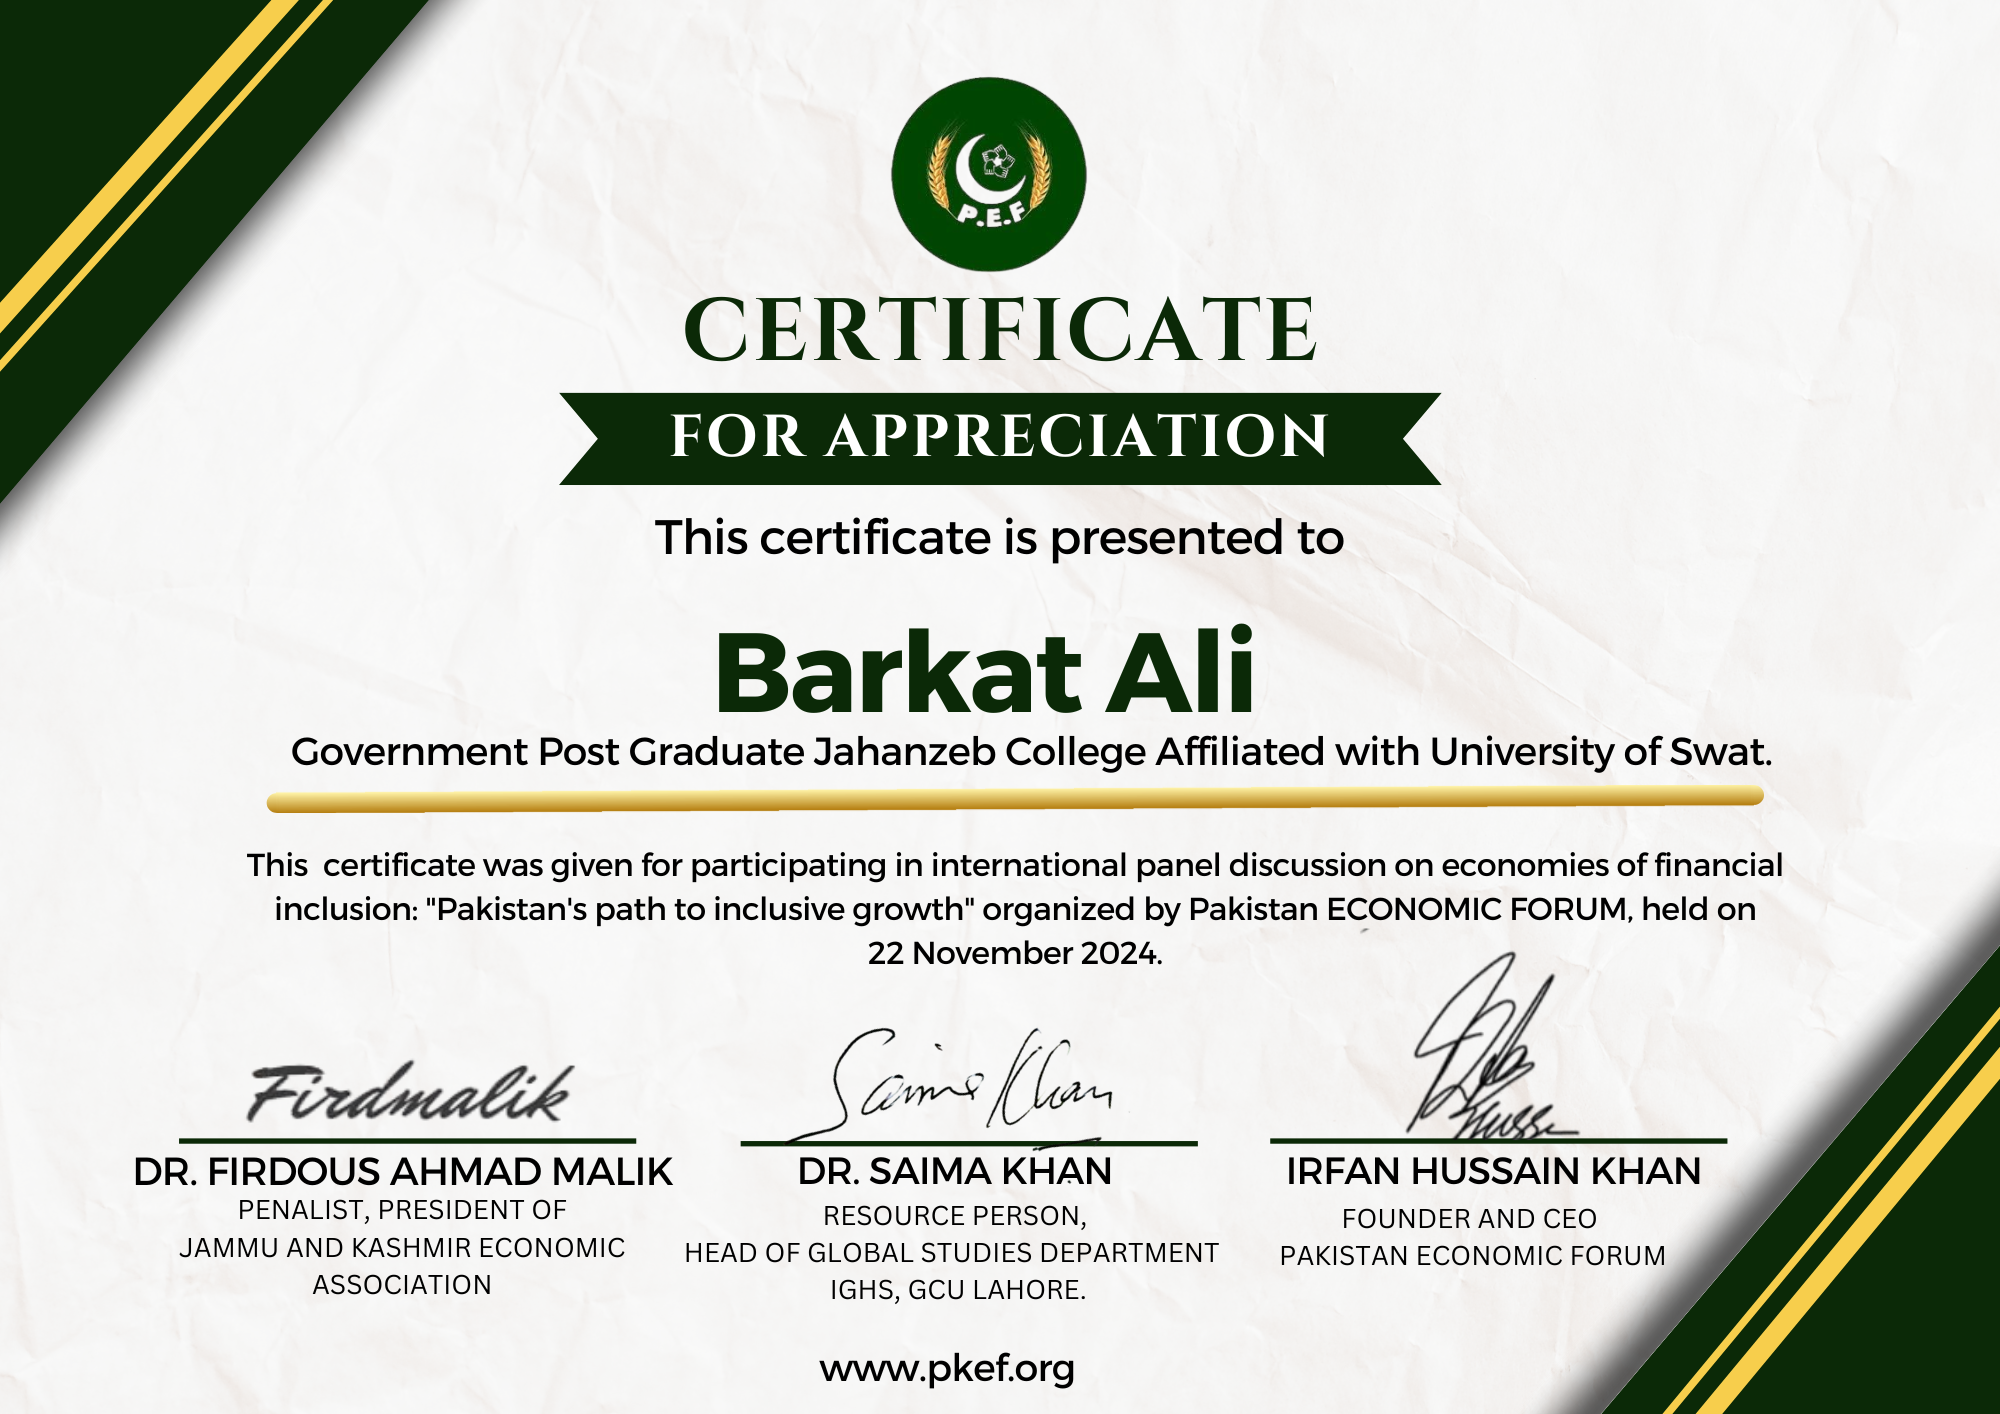 P.E.F
CERTIFICATE
FOR APPRECIATION
This certificate is presented to
Barkat Ali
Government Post Graduate Jahanzeb College Affiliated with University of Swat.
This  certificate was given for participating in international panel discussion on economies of financial
inclusion: "Pakistan's path to inclusive growth" organized by Pakistan ECONOMIC FORUM, held on
22 November 2024.
Firdmalik
Saima Khan
DR. FIRDOUS AHMAD MALIK
PENALIST, PRESIDENT OF
JAMMU AND KASHMIR ECONOMIC
ASSOCIATION
DR. SAIMA KHAN
RESOURCE PERSON,
HEAD OF GLOBAL STUDIES DEPARTMENT
IGHS, GCU LAHORE.
IRFAN HUSSAIN KHAN
FOUNDER AND CEO
PAKISTAN ECONOMIC FORUM
www.pkef.org